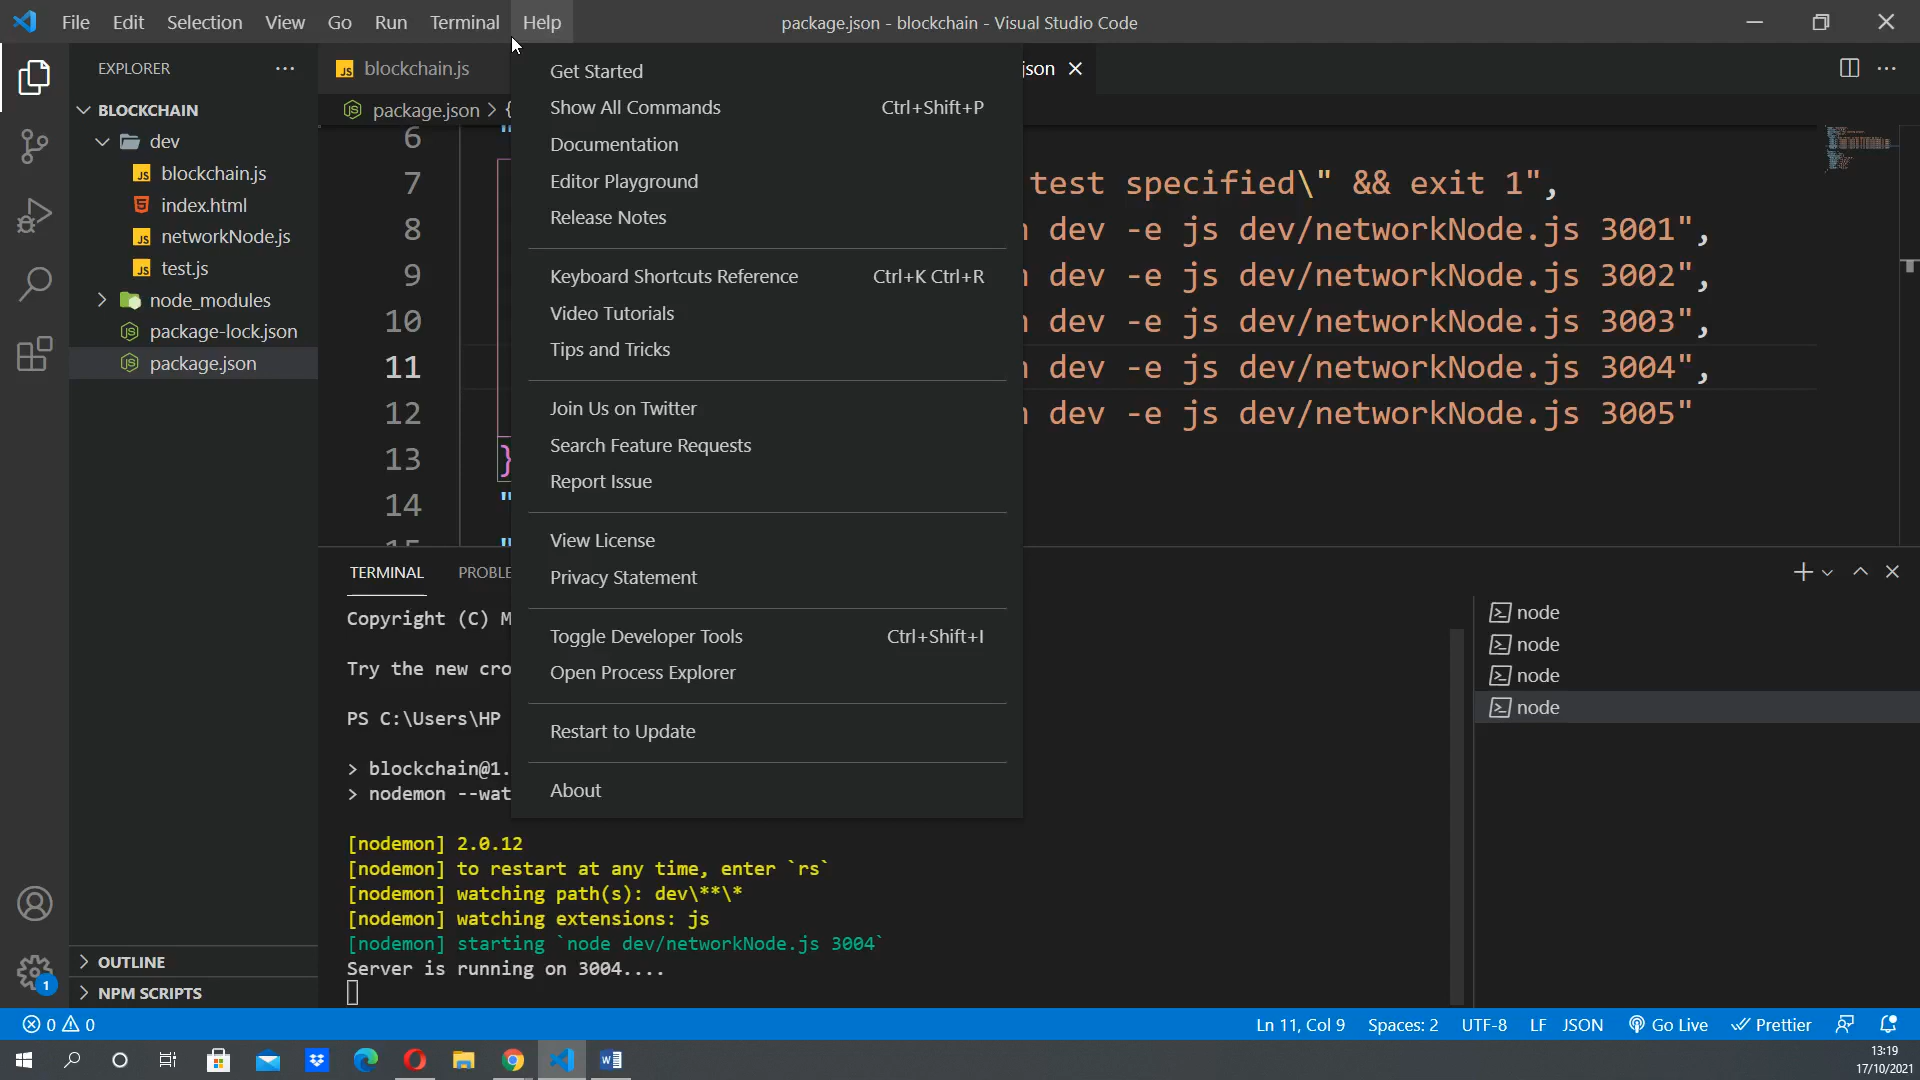 File Edit Selection View Go Run Terminal Help package.json - blockchain - Visual Studio Code
EXPLORER
BLOCKCHAIN
dev
blockchain.js
index.html
networkNode.js
test.js
node_modules
package-lock.json
package.json
OUTLINE
NPM SCRIPTS
blockchain.js
json
package.json > {
6 "
7 test specified\" && exit 1",
8 dev -e js dev/networkNode.js 3001",
9 dev -e js dev/networkNode.js 3002",
10 dev -e js dev/networkNode.js 3003",
11 dev -e js dev/networkNode.js 3004",
12 dev -e js dev/networkNode.js 3005"
13 }
14 "
15 "
Get Started
Show All Commands Ctrl+Shift+P
Documentation
Editor Playground
Release Notes
Keyboard Shortcuts Reference Ctrl+K Ctrl+R
Video Tutorials
Tips and Tricks
Join Us on Twitter
Search Feature Requests
Report Issue
View License
Privacy Statement
Toggle Developer Tools Ctrl+Shift+I
Open Process Explorer
Restart to Update
About
TERMINAL PROBLE
Copyright (C) M
Try the new cro
PS C:\Users\HP
> blockchain@1.
> nodemon --wat
[nodemon] 2.0.12
[nodemon] to restart at any time, enter `rs`
[nodemon] watching path(s): dev\**\*
[nodemon] watching extensions: js
[nodemon] starting `node dev/networkNode.js 3004`
Server is running on 3004....
node
node
node
node
1
0 0 Ln 11, Col 9 Spaces: 2 UTF-8 LF JSON Go Live Prettier
13:19
17/10/2021